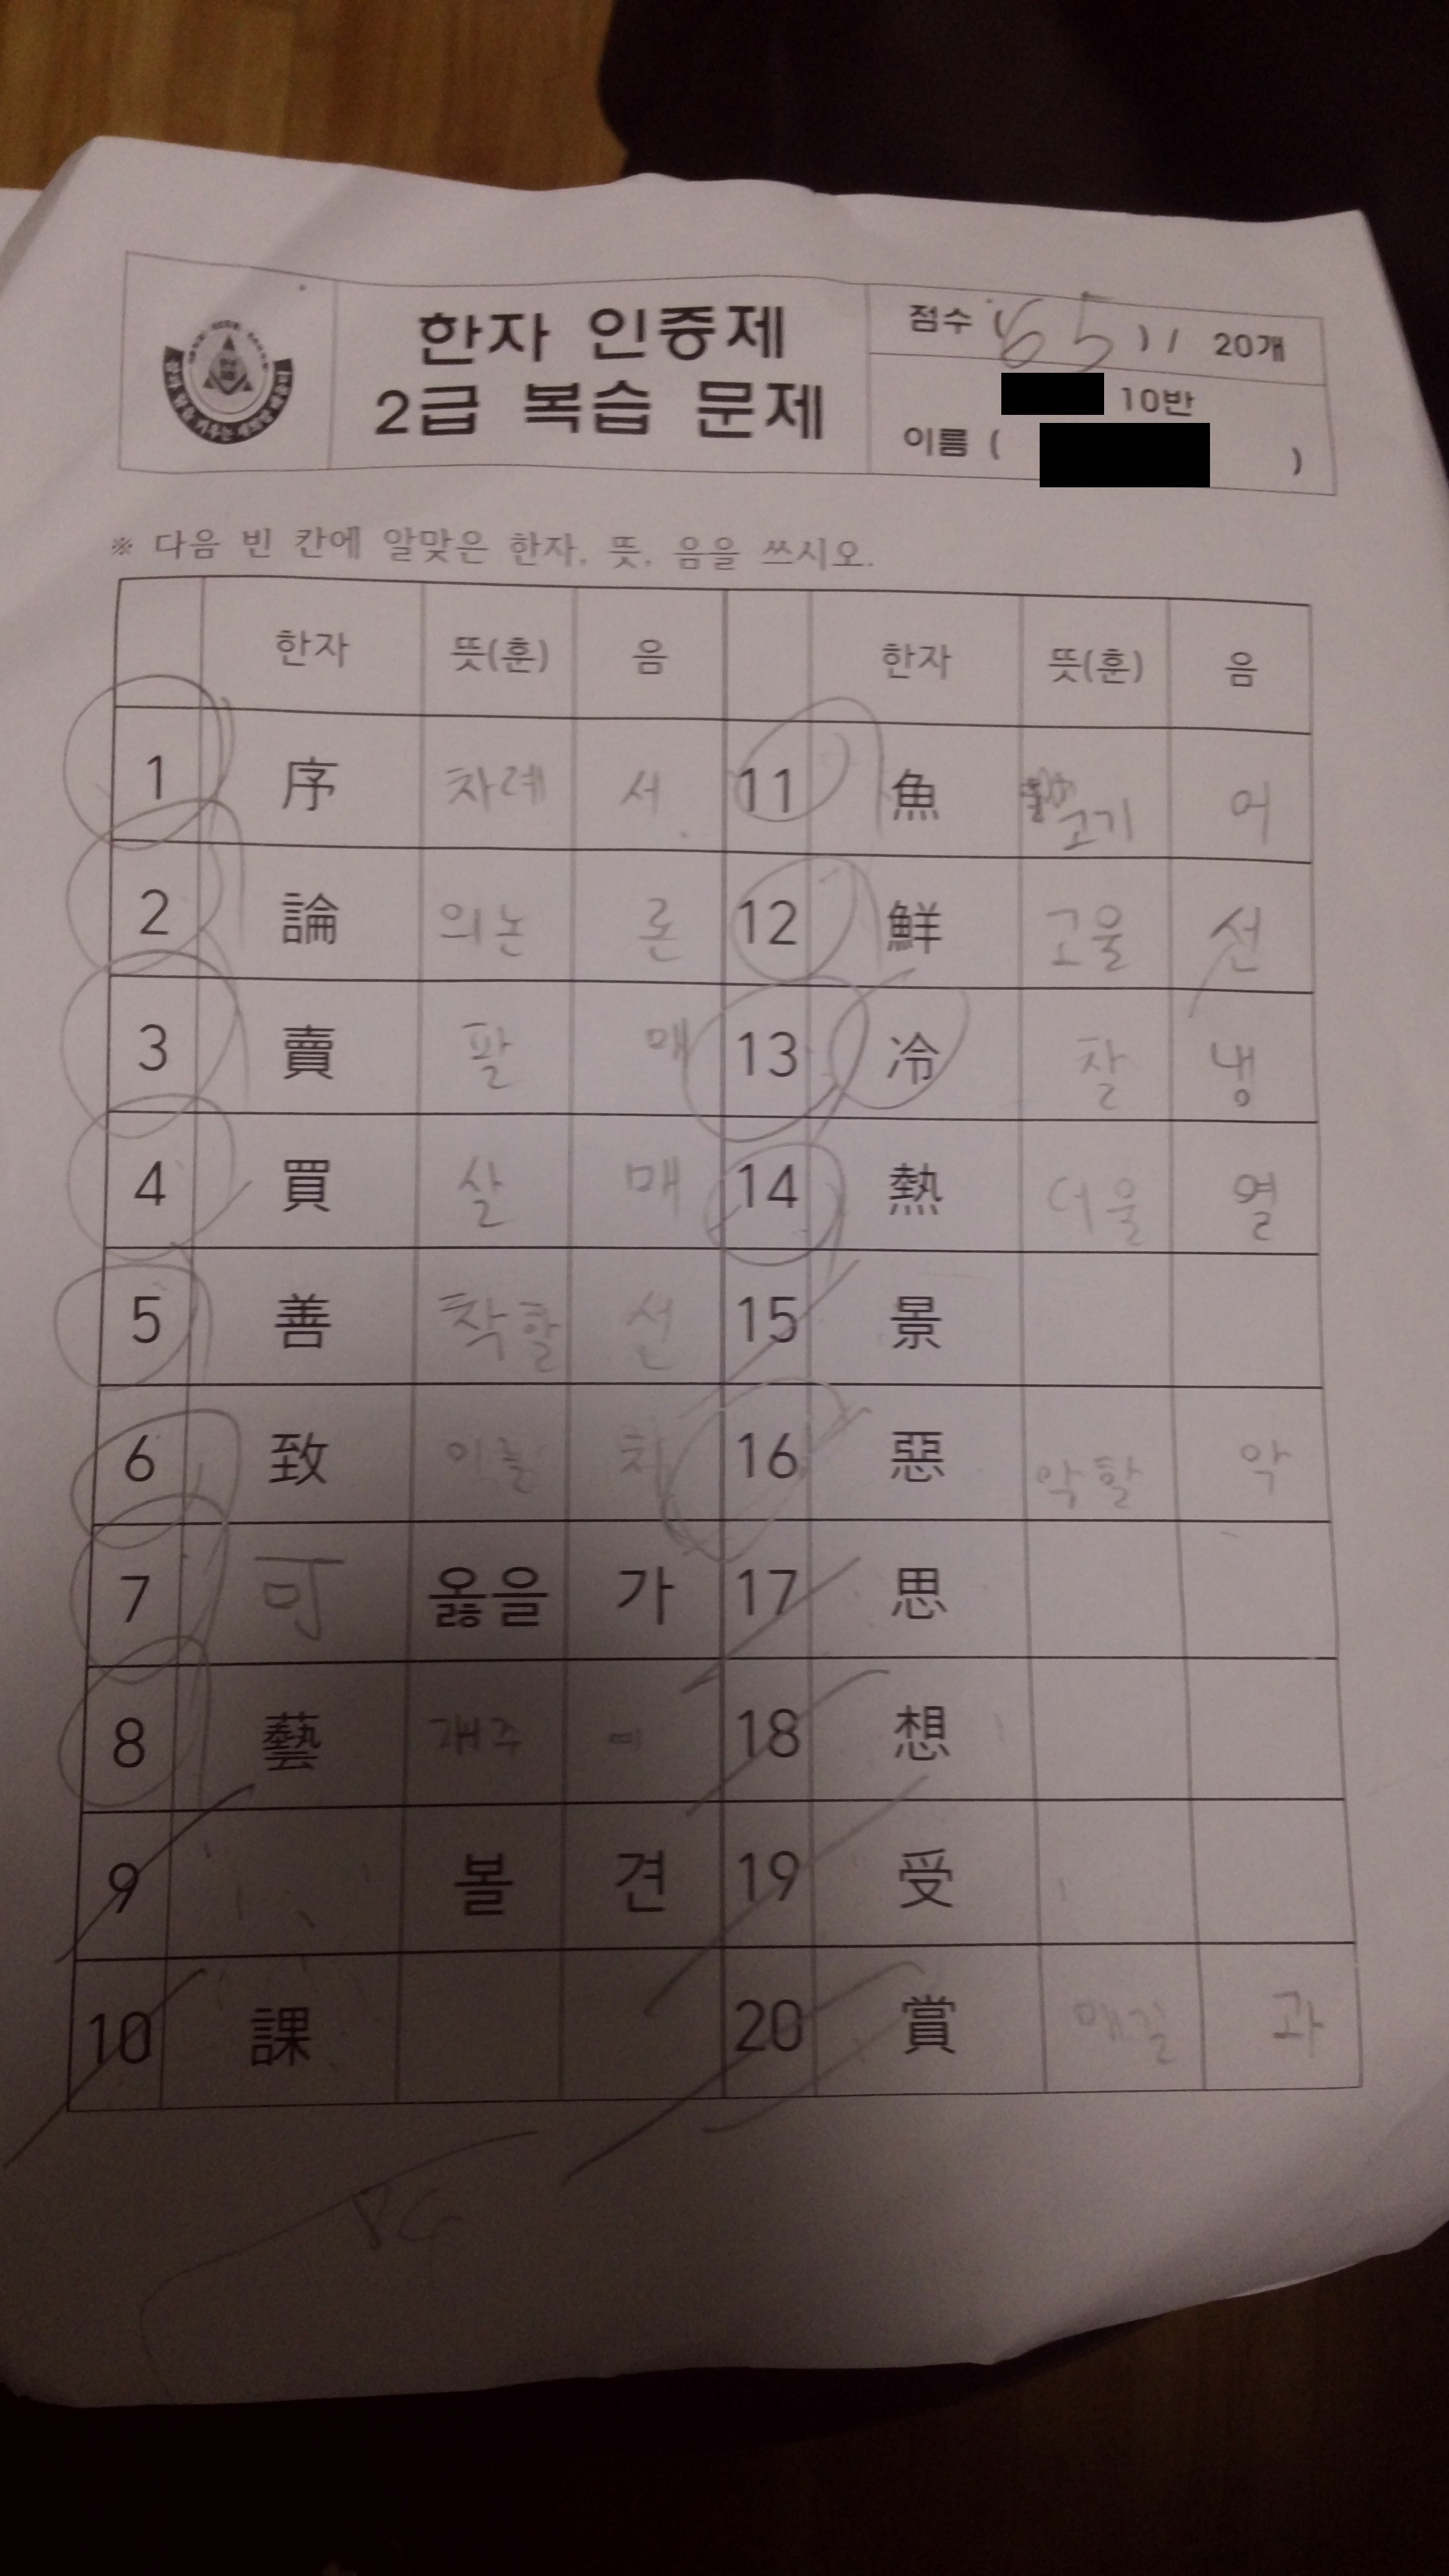 한자 인증제
2급 복습 문제
점수 ( 65 ) / 20개
10반
이름 ( )
※ 다음 빈 칸에 알맞은 한자, 뜻, 음을 쓰시오.
한자 뜻(훈) 음 한자 뜻(훈) 음
1 序 차례 서 11 魚 고기 어
2 論 의논 론 12 鮮 고울 선
3 賣 팔 매 13 冷 찰 냉
4 買 살 매 14 熱 더울 열
5 善 착할 선 15 景
6 致 치 16 惡 악할 악
7 可 옳을 가 17 思
8 藝 재주 18 想
9 볼 견 19 受
10 課 20 賞 매길 과